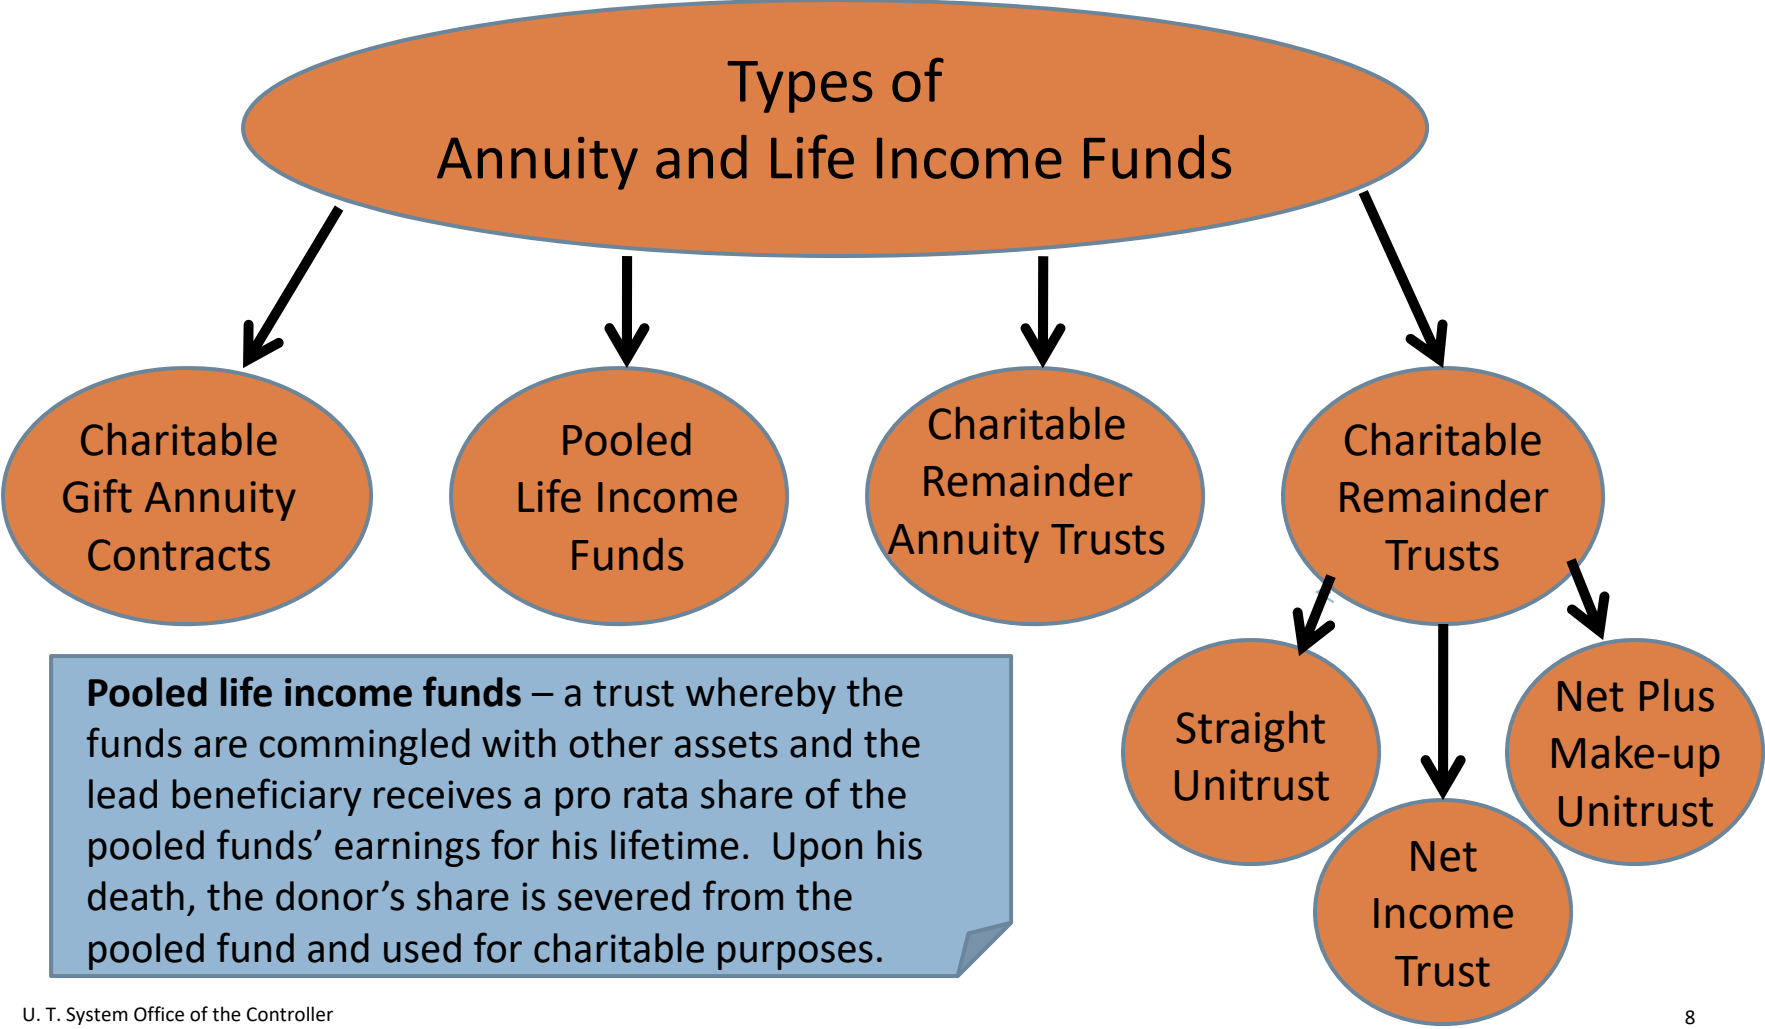 Types of
Annuity and Life Income Funds
Charitable
Gift Annuity
Contracts
Pooled
Life Income
Funds
Charitable
Remainder
Annuity Trusts
Charitable
Remainder
Trusts
Straight
Unitrust
Net
Income
Trust
Net Plus
Make-up
Unitrust
Pooled life income funds – a trust whereby the
funds are commingled with other assets and the
lead beneficiary receives a pro rata share of the
pooled funds’ earnings for his lifetime.  Upon his
death, the donor’s share is severed from the
pooled fund and used for charitable purposes.
U. T. System Office of the Controller
8